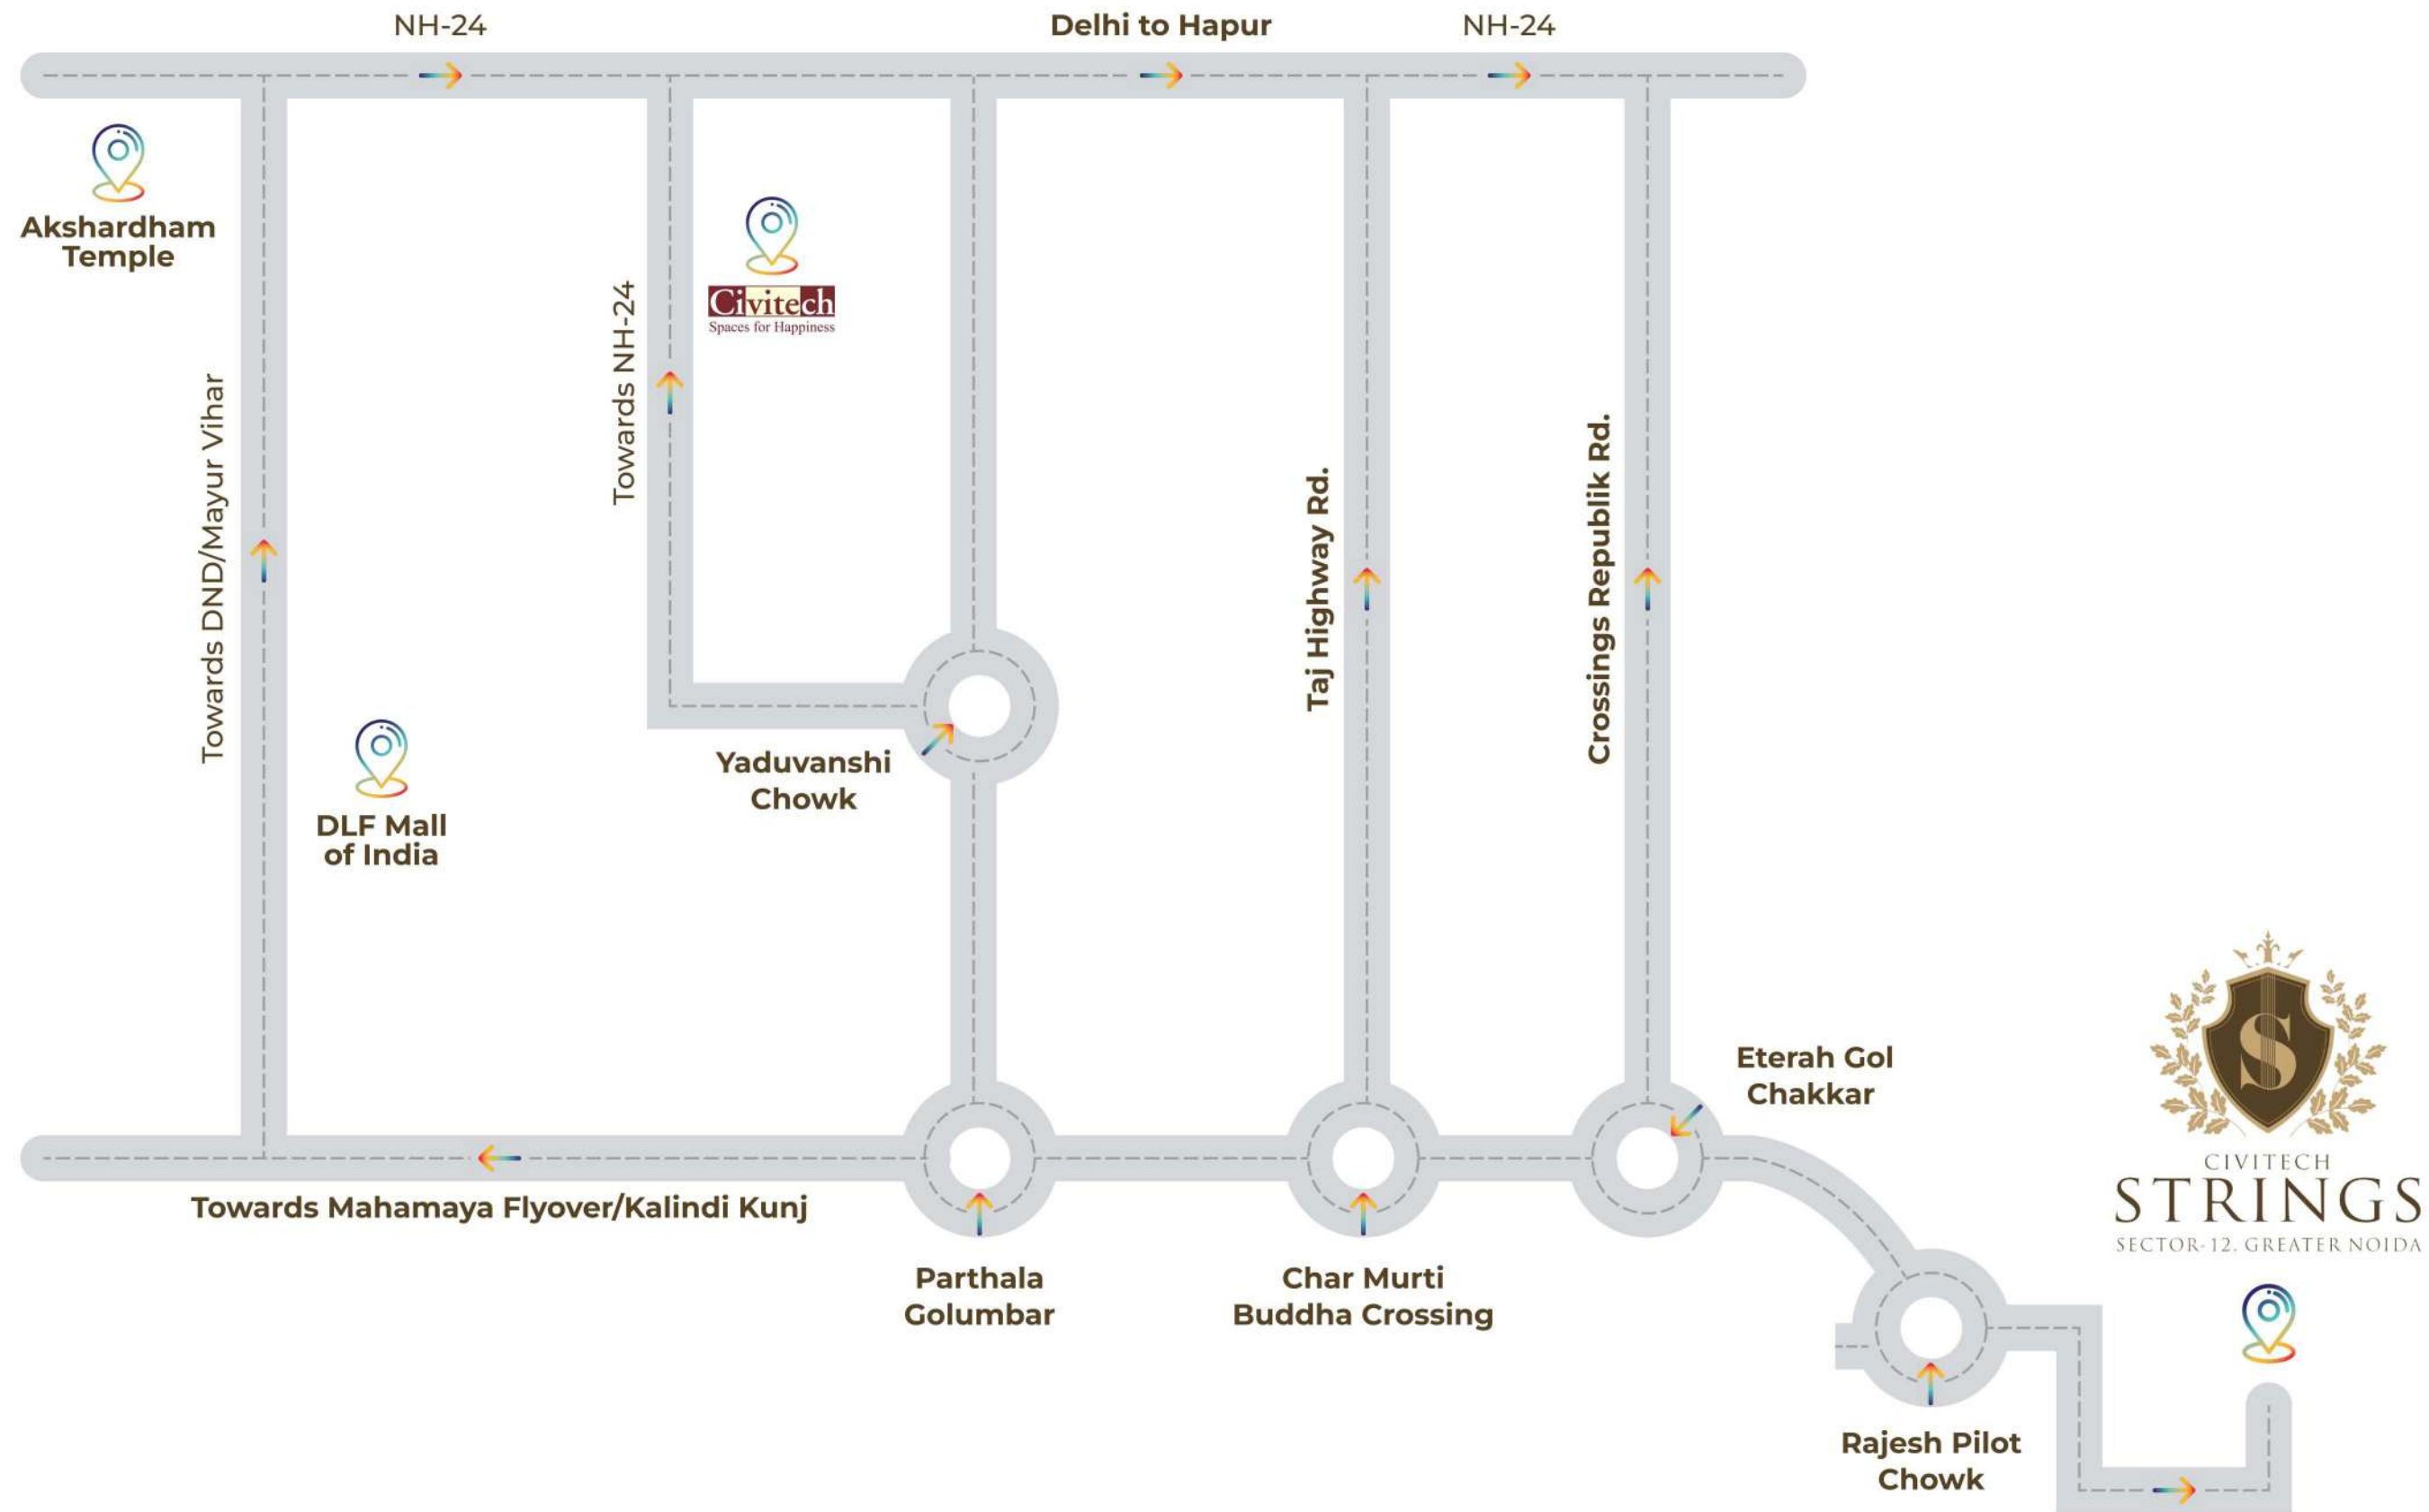 NH-24
Delhi to Hapur
NH-24
Akshardham
Temple
Towards DND/Mayur Vihar
Towards NH-24
Civitech
Spaces for Happiness
Taj Highway Rd.
Crossings Republik Rd.
DLF Mall
of India
Yaduvanshi
Chowk
Eterah Gol
Chakkar
S
CIVITECH
STRINGS
SECTOR-12, GREATER NOIDA
Towards Mahamaya Flyover/Kalindi Kunj
Parthala
Golumbar
Char Murti
Buddha Crossing
Rajesh Pilot
Chowk